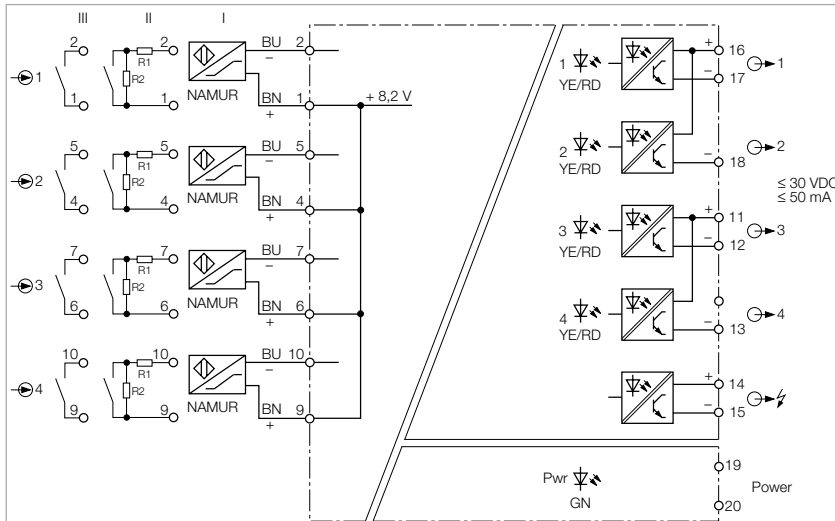 III II I
2 2 BU 2
R1 −
R2
1 1 1 NAMUR BN 1
+ + 8,2 V
5 5 BU 5
R1 −
R2
2 4 4 NAMUR BN 4
+
7 7 BU 7
R1 −
R2
3 6 6 NAMUR BN 6
+
10 10 BU 10
R1 −
R2
4 9 9 NAMUR BN 9
+
1 + 16 1
YE/RD − 17
2 2
YE/RD − 18
≤ 30 VDC
≤ 50 mA
3 + 11 3
YE/RD − 12
4 4
YE/RD − 13
+ 14
− 15
Pwr 19
GN Power
20